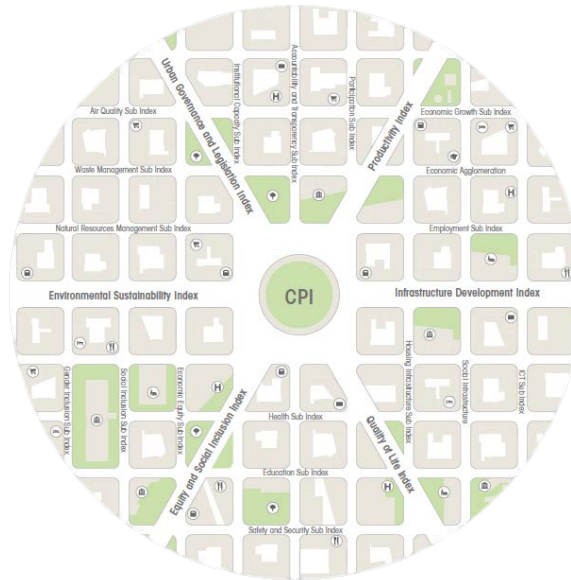 Urban Governance and Legislation Index
Institutional Capacity Sub Index
Accountability and Transparency Sub Index
Participation Sub Index
Productivity Index
Air Quality Sub Index
Economic Growth Sub Index
Waste Management Sub Index
Economic Agglomeration
Natural Resources Management Sub Index
Employment Sub Index
Environmental Sustainability Index
CPI
Infrastructure Development Index
Gender Inclusion Sub Index
Social Inclusion Sub Index
Economic Equity Sub Index
Equity and Social Inclusion Index
Health Sub Index
Education Sub Index
Safety and Security Sub Index
Quality of Life Index
Housing Infrastructure Sub Index
Social Infrastructure
ICT Sub Index
H
H
H
H